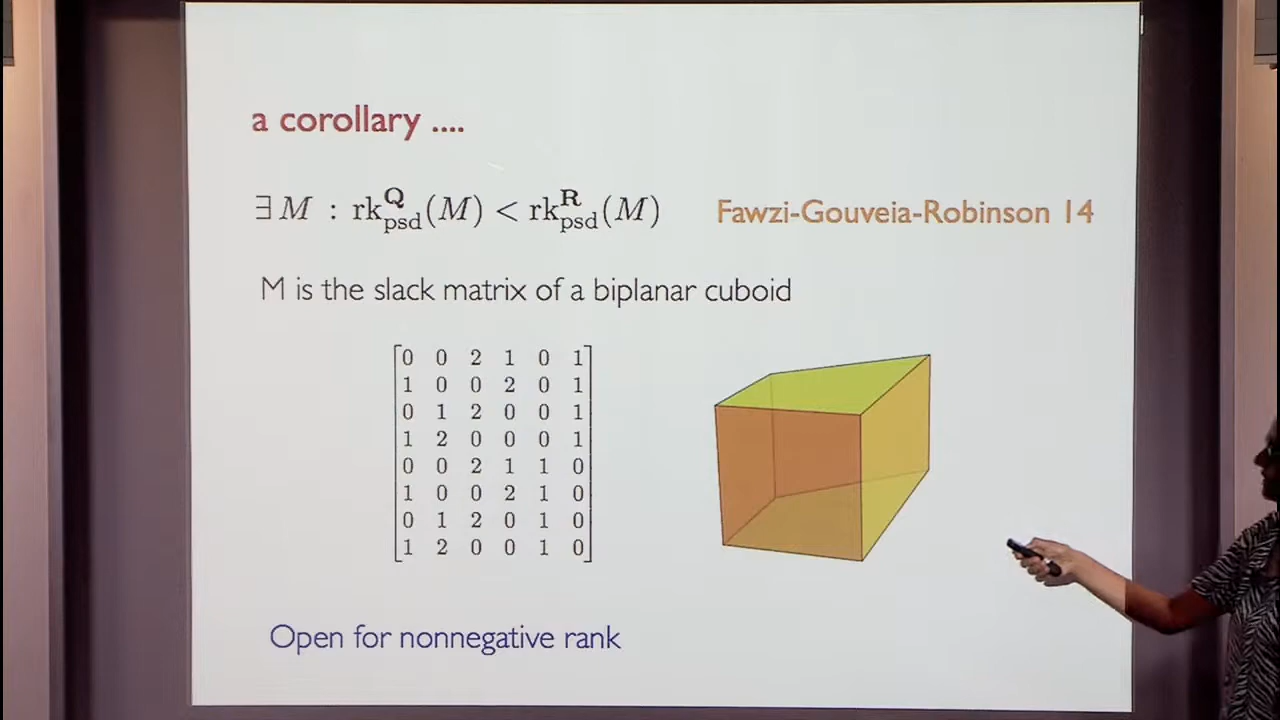 a corollary ....
∃ M : rk^Q_psd(M) < rk^R_psd(M) Fawzi-Gouveia-Robinson 14
M is the slack matrix of a biplanar cuboid
0 0 2 1 0 1
1 0 0 2 0 1
0 1 2 0 0 1
1 2 0 0 0 1
0 0 2 1 1 0
1 0 0 2 1 0
0 1 2 0 1 0
1 2 0 0 1 0
Open for nonnegative rank